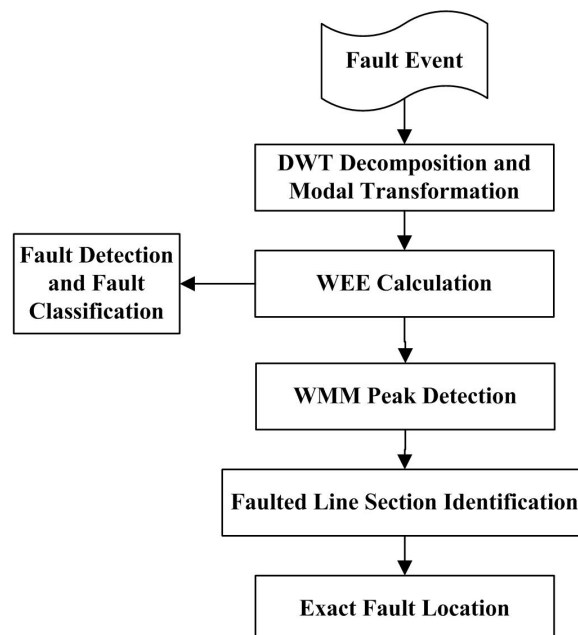 Fault Event
DWT Decomposition and
Modal Transformation
Fault Detection
and Fault
Classification
WEE Calculation
WMM Peak Detection
Faulted Line Section Identification
Exact Fault Location